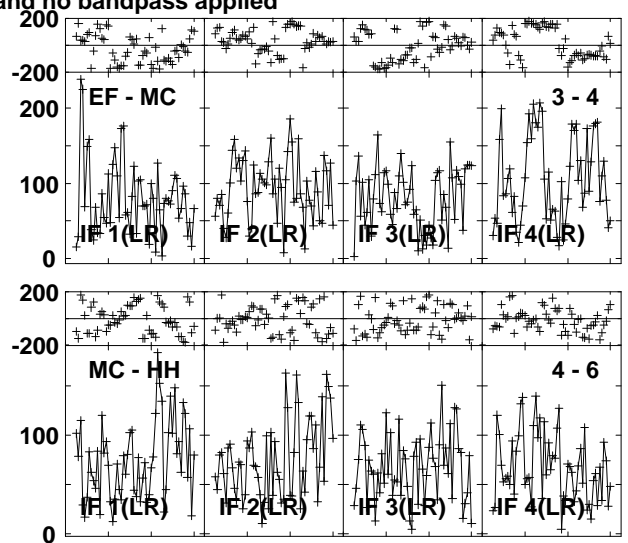 and no bandpass applied
200
-200
EF - MC 3 - 4
200
100
0
IF 1(LR) IF 2(LR) IF 3(LR) IF 4(LR)
200
-200
MC - HH 4 - 6
100
0
IF 1(LR) IF 2(LR) IF 3(LR) IF 4(LR)